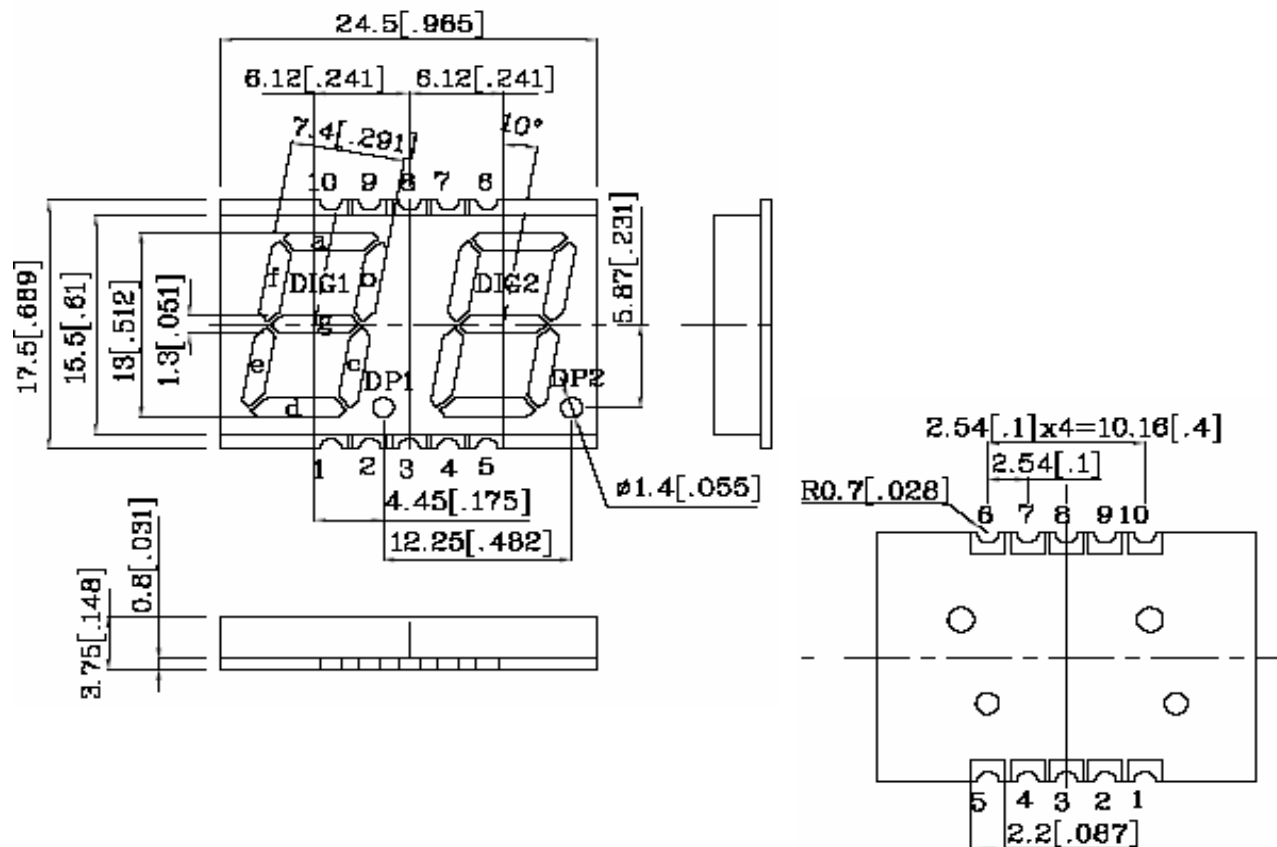 24.5[.965]
6.12[.241] 6.12[.241]
7.4[.291] 10°
10 9 8 7 6
17.5[.689]
15.5[.61]
13[.512]
1.3[.051]
5.87[.231]
a
f DIG1 b DIG2
g
e c DP1 DP2
d
1 2 3 4 5
ø1.4[.055]
4.45[.175]
12.25[.482]
3.75[.148]
0.8[.031]
2.54[.1]x4=10.16[.4]
2.54[.1]
R0.7[.028]
6 7 8 9 10
5 4 3 2 1
2.2[.087]